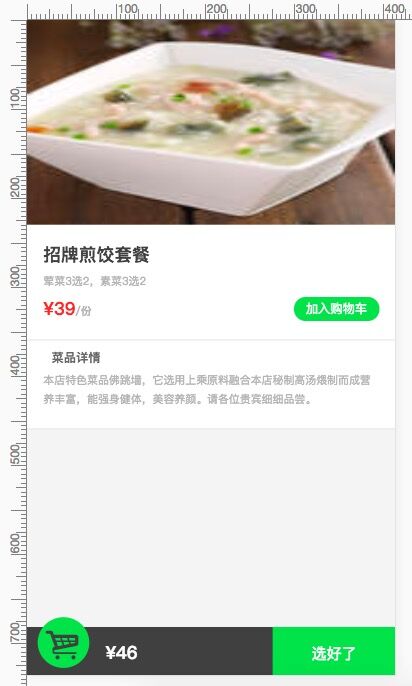 100
200
300
400
100
200
300
400
500
600
700
招牌煎饺套餐
荤菜3选2，素菜3选2
¥39/份
加入购物车
菜品详情
本店特色菜品佛跳墙，它选用上乘原料融合本店秘制高汤煨制而成营
养丰富，能强身健体，美容养颜。请各位贵宾细细品尝。
¥46
选好了